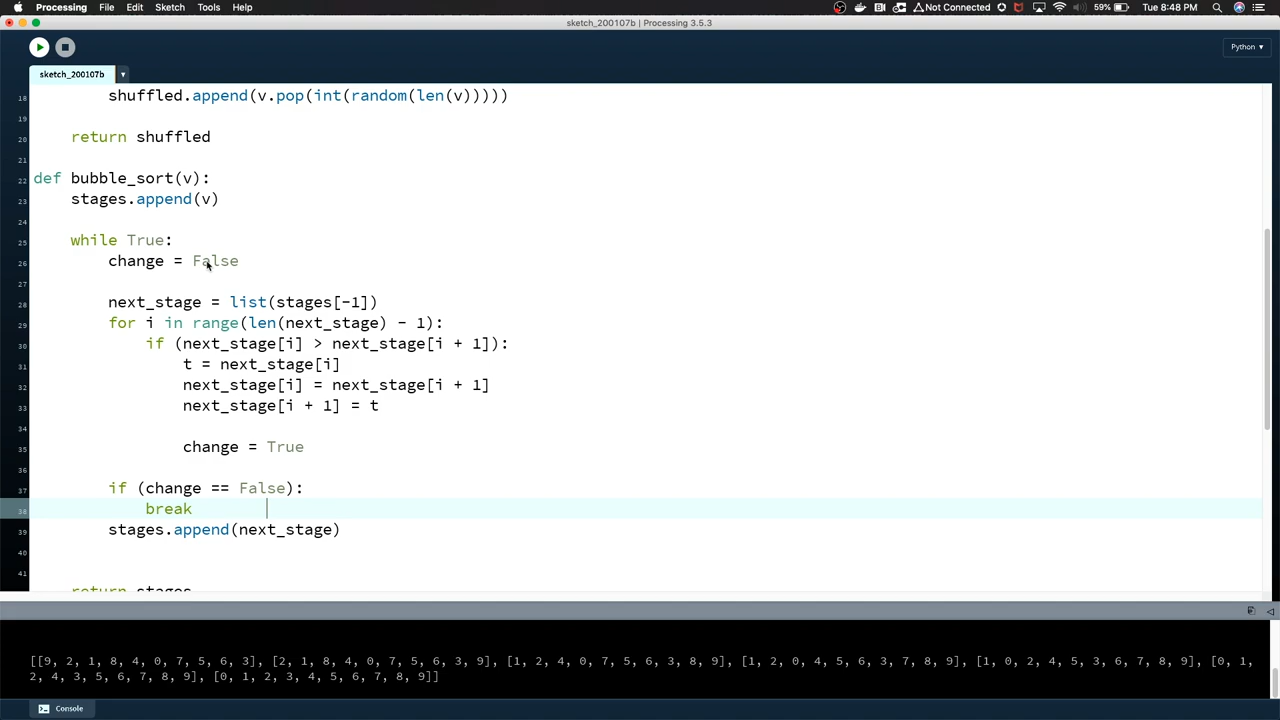 Processing File Edit Sketch Tools Help Not Connected 59% Tue 8:48 PM
sketch_200107b | Processing 3.5.3
Python ▾
sketch_200107b ▾
18 shuffled.append(v.pop(int(random(len(v)))))
19
20 return shuffled
21
22 def bubble_sort(v):
23 stages.append(v)
24
25 while True:
26 change = False
27
28 next_stage = list(stages[-1])
29 for i in range(len(next_stage) - 1):
30 if (next_stage[i] > next_stage[i + 1]):
31 t = next_stage[i]
32 next_stage[i] = next_stage[i + 1]
33 next_stage[i + 1] = t
34
35 change = True
36
37 if (change == False):
38 break
39 stages.append(next_stage)
40
41
return stages
[[9, 2, 1, 8, 4, 0, 7, 5, 6, 3], [2, 1, 8, 4, 0, 7, 5, 6, 3, 9], [1, 2, 4, 0, 7, 5, 6, 3, 8, 9], [1, 2, 0, 4, 5, 6, 3, 7, 8, 9], [1, 0, 2, 4, 5, 3, 6, 7, 8, 9], [0, 1,
2, 4, 3, 5, 6, 7, 8, 9], [0, 1, 2, 3, 4, 5, 6, 7, 8, 9]]
Console